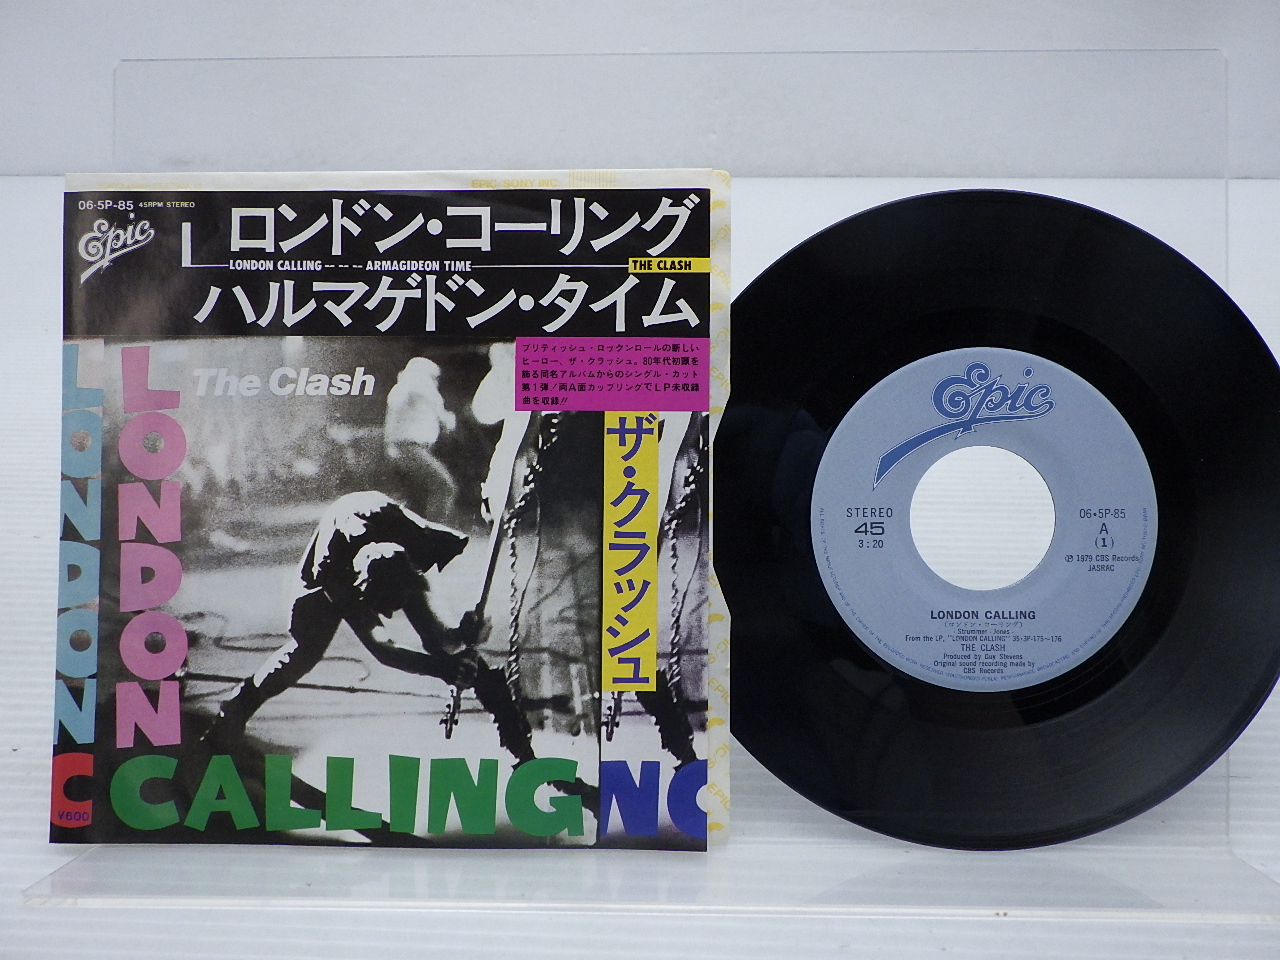 EPIC/SONY INC.
06・5P-85 45RPM STEREO
Epic
ロンドン・コーリング
LONDON CALLING -- -- -- ARMAGIDEON TIME
THE CLASH
ハルマゲドン・タイム
ブリティッシュ・ロックンロールの新しい
ヒーロー、ザ・クラッシュ。80年代初頭を
飾る同名アルバムからのシングル・カット
第1弾!両A面カップリングでLP未収録
曲を収録!!
The Clash
LONDON
LONDON
ザ・クラッシュ
C
CALLING
NG
¥600
Epic
STEREO
45
3:20
06・5P-85
A
(1)
Ⓟ 1979 CBS Records
JASRAC
LONDON CALLING
(ロンドン・コーリング)
- Strummer - Jones -
From the LP, "LONDON CALLING" 35・3P-175~176
THE CLASH
Produced by Guy Stevens
Original sound recording made by
CBS Records